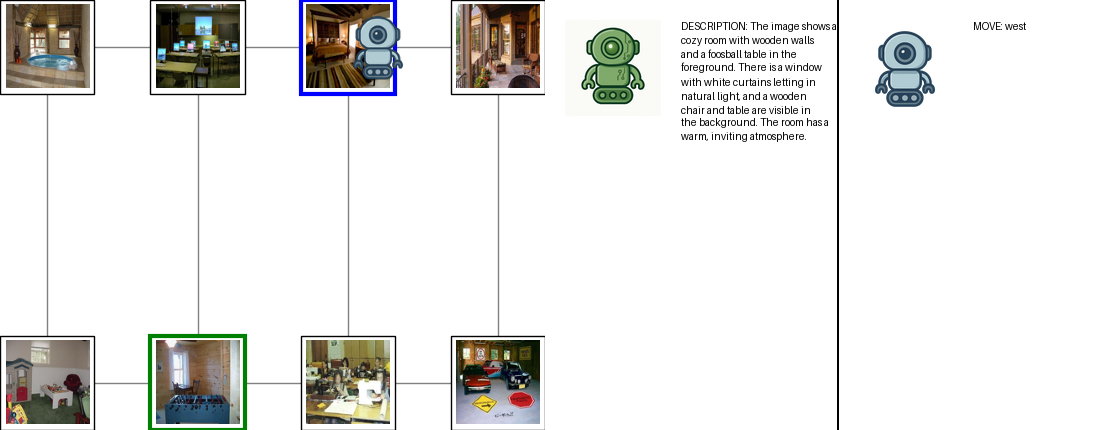 DESCRIPTION: The image shows a
cozy room with wooden walls
and a foosball table in the
foreground. There is a window
with white curtains letting in
natural light, and a wooden
chair and table are visible in
the background. The room has a
warm, inviting atmosphere.
MOVE: west